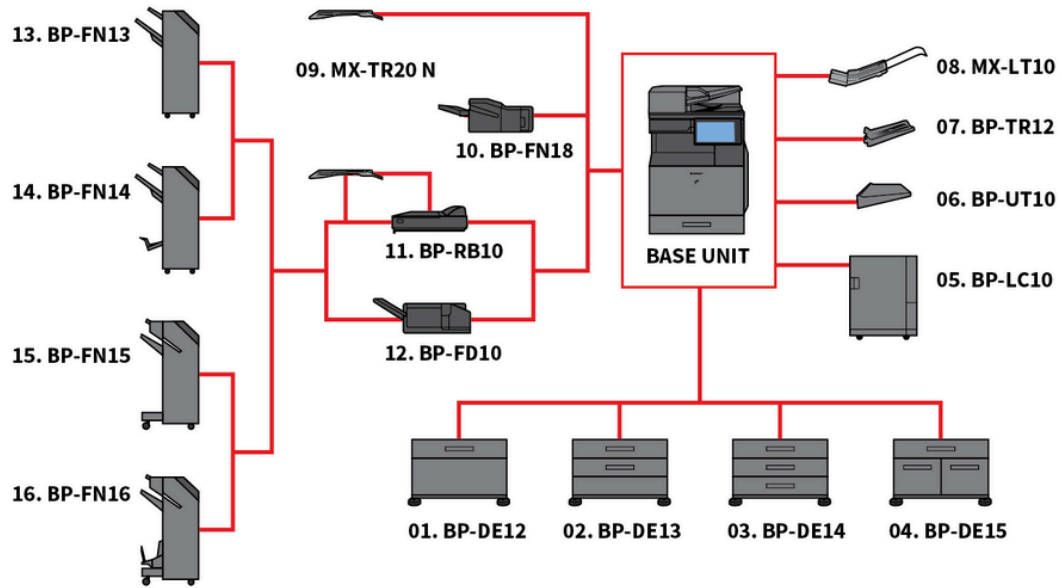 13. BP-FN13
09. MX-TR20 N
08. MX-LT10
07. BP-TR12
10. BP-FN18
14. BP-FN14
06. BP-UT10
11. BP-RB10
BASE UNIT
05. BP-LC10
15. BP-FN15
12. BP-FD10
16. BP-FN16
01. BP-DE12
02. BP-DE13
03. BP-DE14
04. BP-DE15